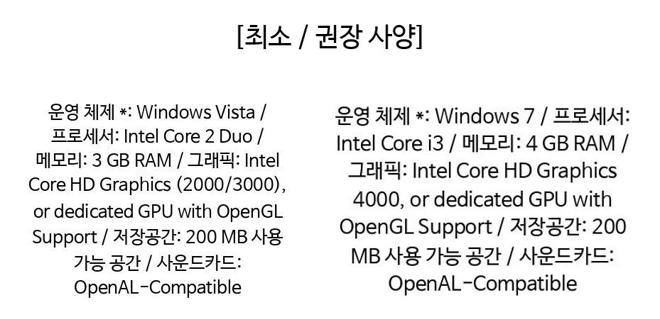 [최소 / 권장 사양]
운영 체제 *: Windows Vista /
프로세서: Intel Core 2 Duo /
메모리: 3 GB RAM / 그래픽: Intel
Core HD Graphics (2000/3000),
or dedicated GPU with OpenGL
Support / 저장공간: 200 MB 사용
가능 공간 / 사운드카드:
OpenAL-Compatible
운영 체제 *: Windows 7 / 프로세서:
Intel Core i3 / 메모리: 4 GB RAM /
그래픽: Intel Core HD Graphics
4000, or dedicated GPU with
OpenGL Support / 저장공간: 200
MB 사용 가능 공간 / 사운드카드:
OpenAL-Compatible